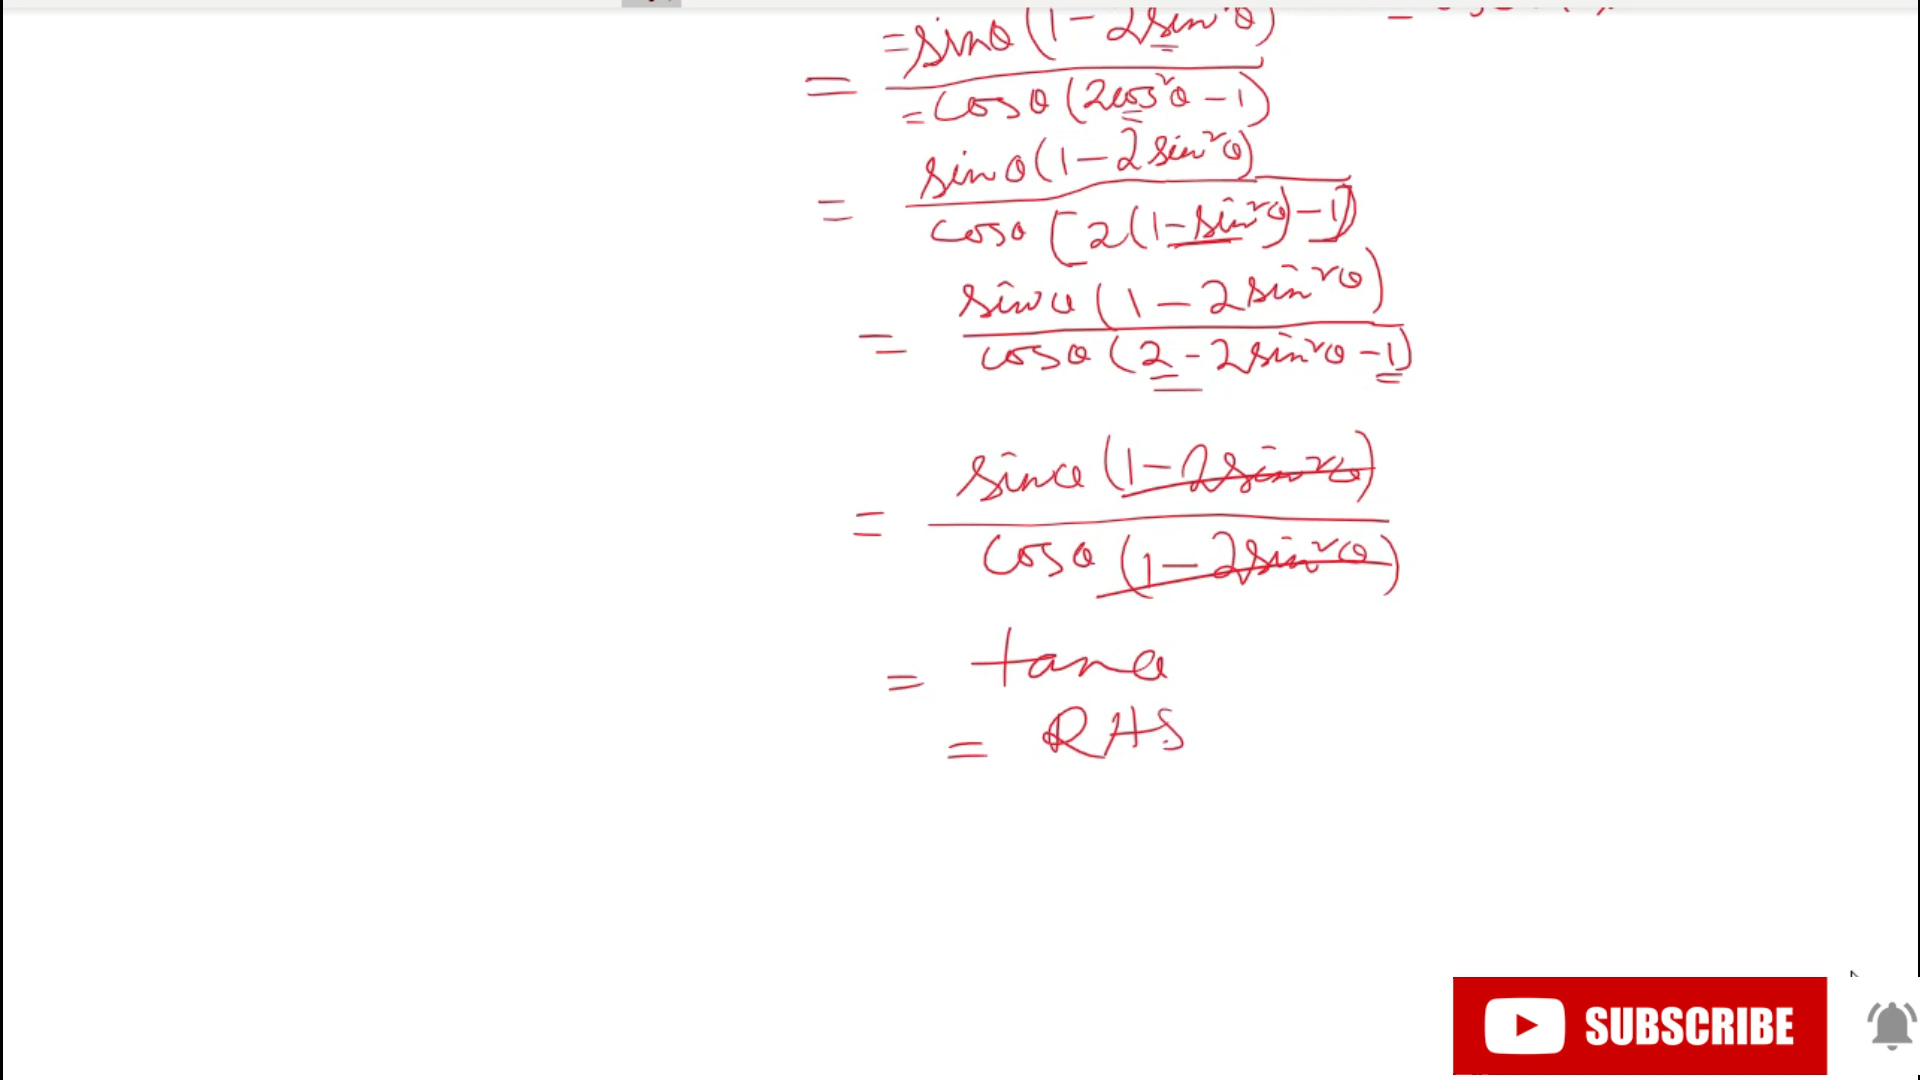 = sinθ (1 - 2sin²θ)
= cosθ (2cos²θ - 1)
sinθ (1 - 2sin²θ)
= cosθ [2(1 - sin²θ) - 1]
sinθ (1 - 2sin²θ)
= cosθ (2 - 2sin²θ - 1)
sinθ (1 - 2sin²θ)
= cosθ (1 - 2sin²θ)
= tanθ
= RHS
SUBSCRIBE